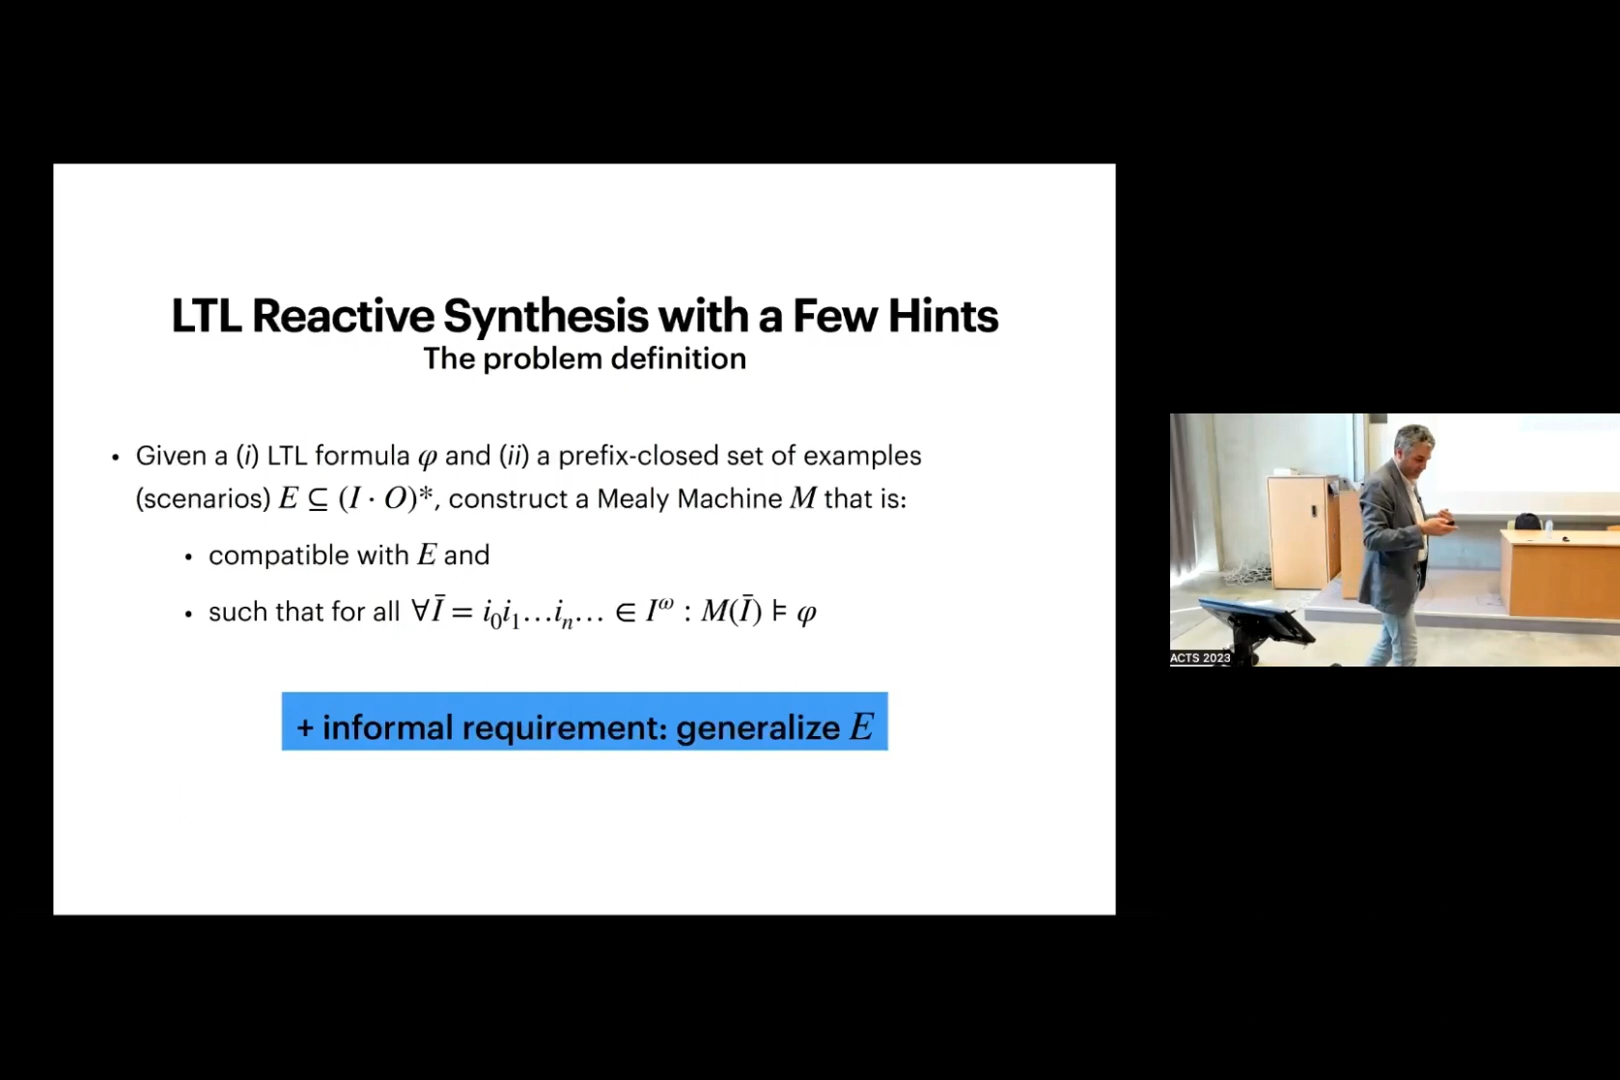 LTL Reactive Synthesis with a Few Hints
The problem definition
• Given a (i) LTL formula φ and (ii) a prefix-closed set of examples
(scenarios) E ⊆ (I · O)*, construct a Mealy Machine M that is:
• compatible with E and
• such that for all ∀Ī = i₀i₁…iₙ… ∈ I^ω : M(Ī) ⊧ φ
+ informal requirement: generalize E
ACTS 2023